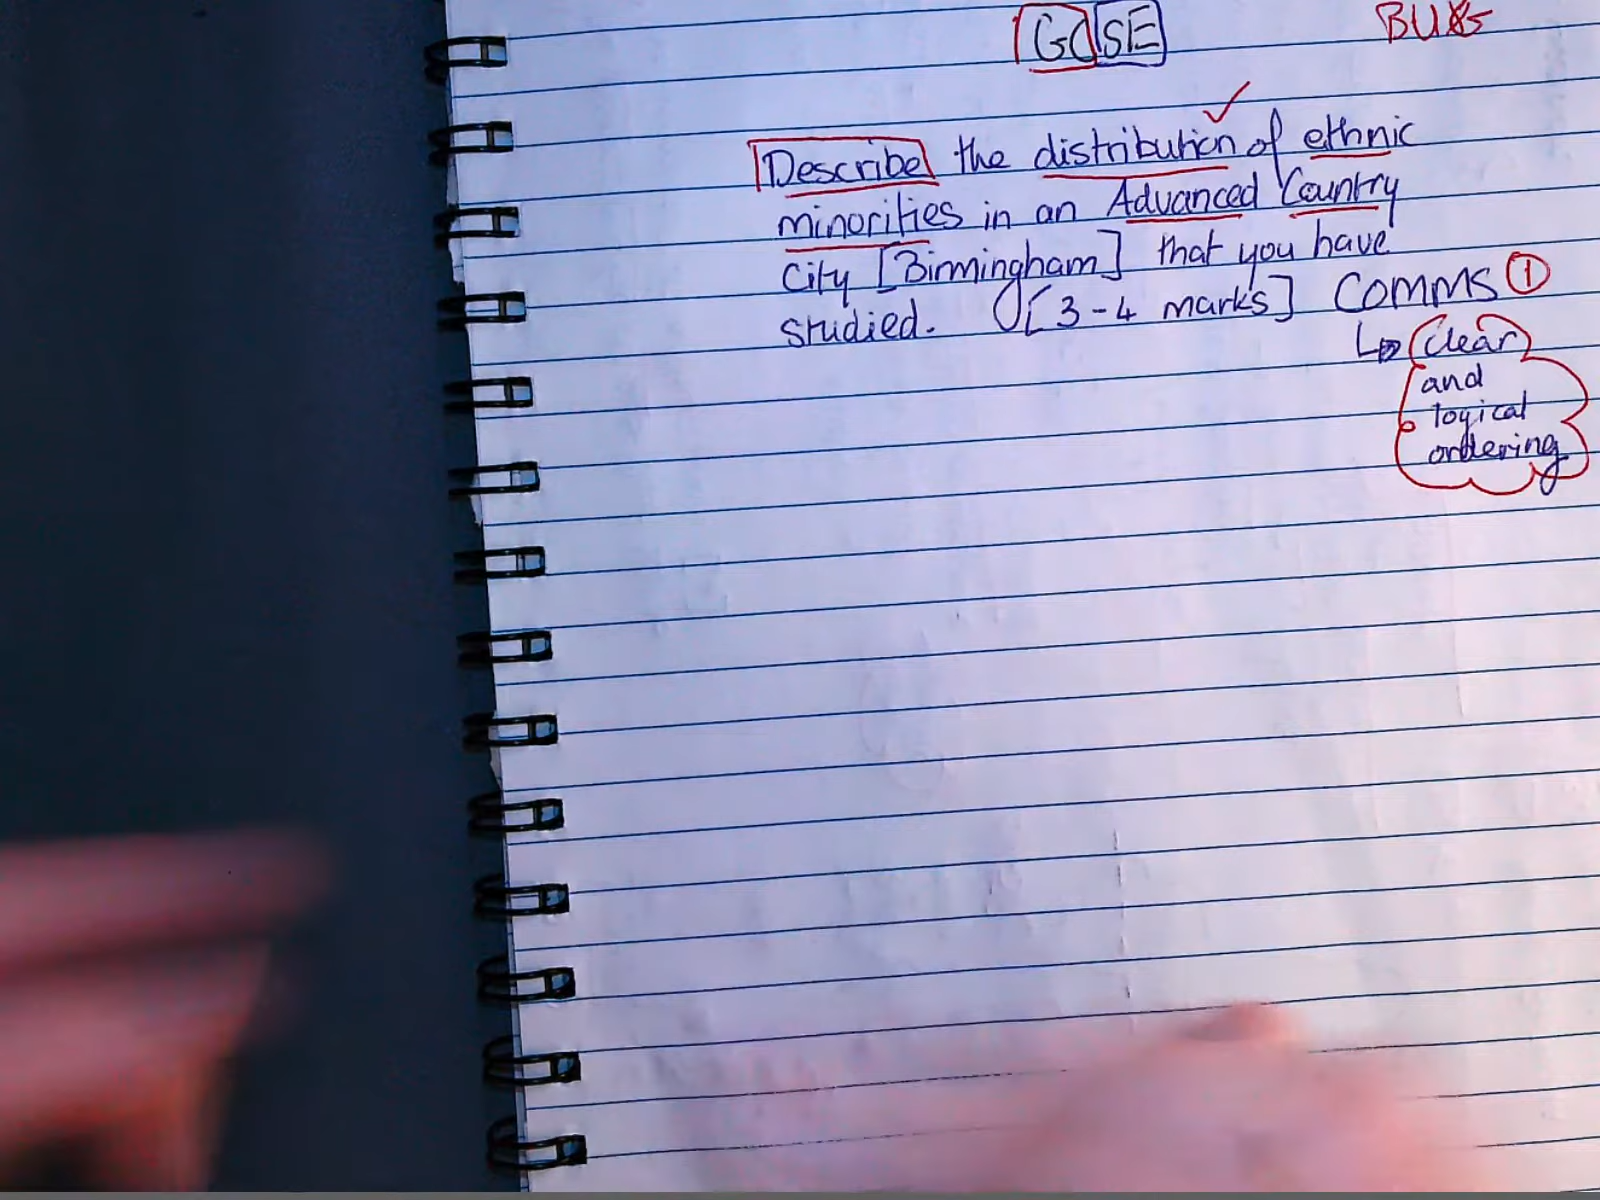 GCSE
BUG
Describe the distribution of ethnic
minorities in an Advanced Country
City [Birmingham] that you have
studied. [3-4 marks] Comms ①
clear
and
logical
ordering